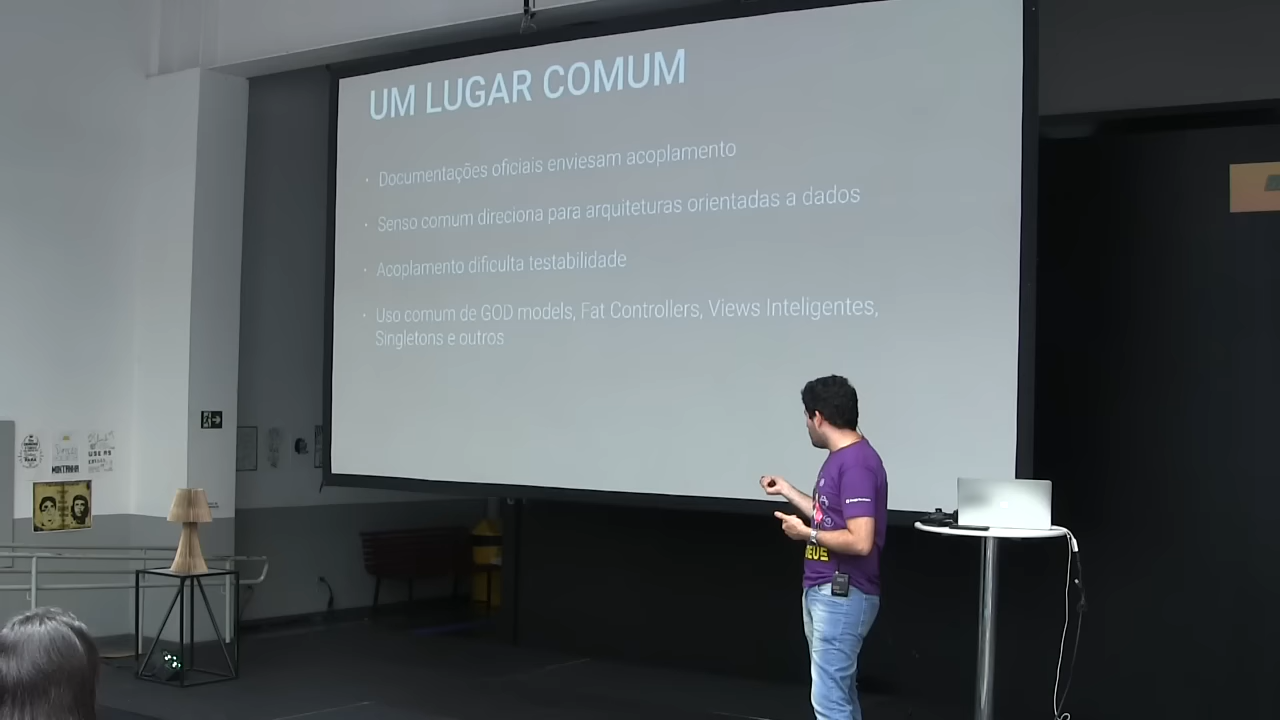 UM LUGAR COMUM
· Documentações oficiais enviesam acoplamento
· Senso comum direciona para arquiteturas orientadas a dados
· Acoplamento dificulta testabilidade
· Uso comum de GOD models, Fat Controllers, Views Inteligentes,
Singletons e outros
MONTANHA